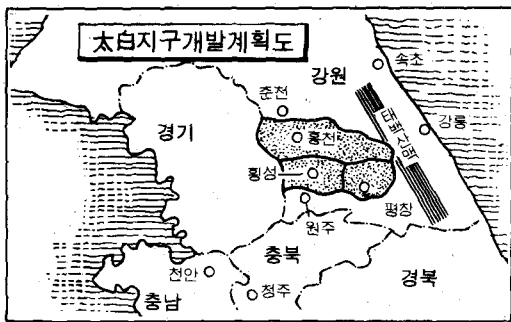 太白지구개발계획도
속초
강원
춘천
강릉
경기
홍천
태백산맥
횡성
평창
원주
충북
천안
경북
청주
충남